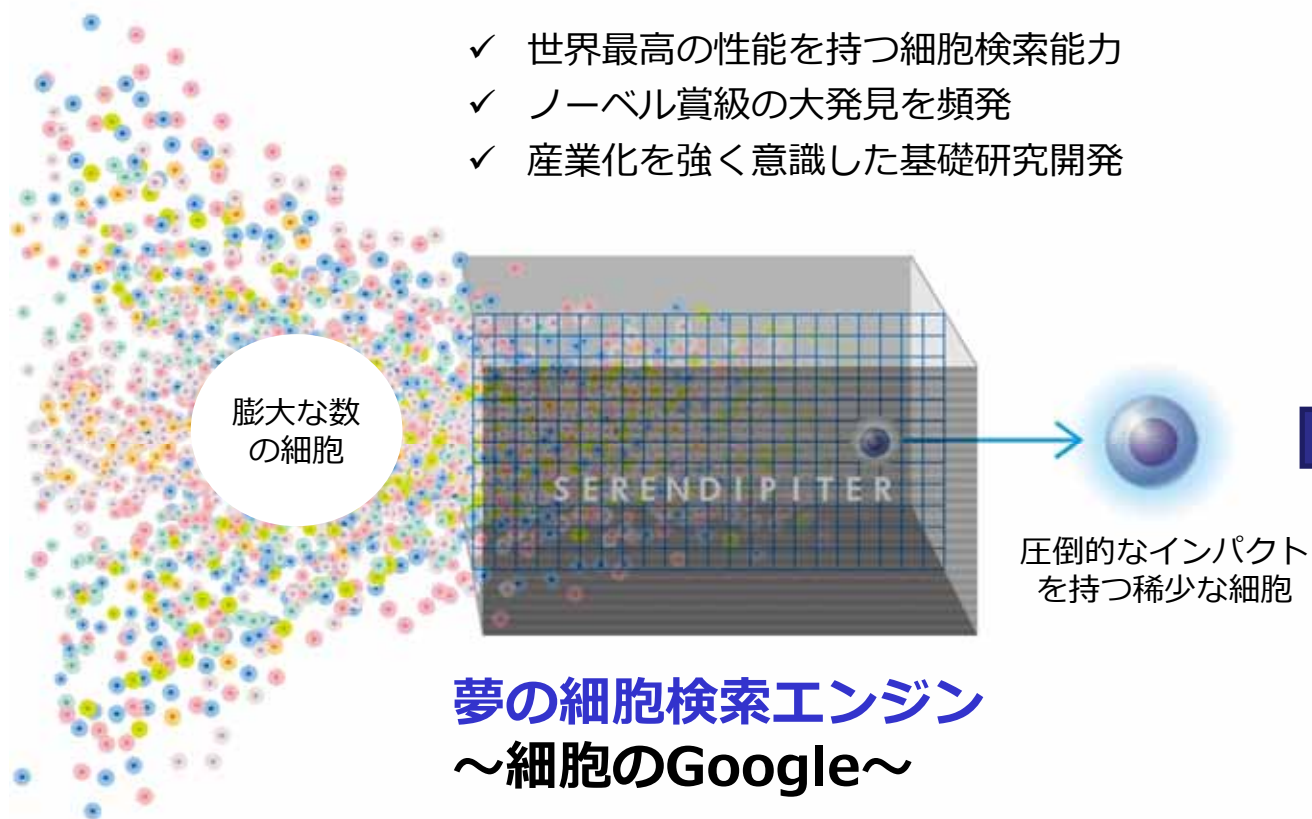 ✓ 世界最高の性能を持つ細胞検索能力
✓ ノーベル賞級の大発見を頻発
✓ 産業化を強く意識した基礎研究開発
膨大な数
の細胞
SERENDIPITER
圧倒的なインパクト
を持つ稀少な細胞
夢の細胞検索エンジン
～細胞のGoogle～